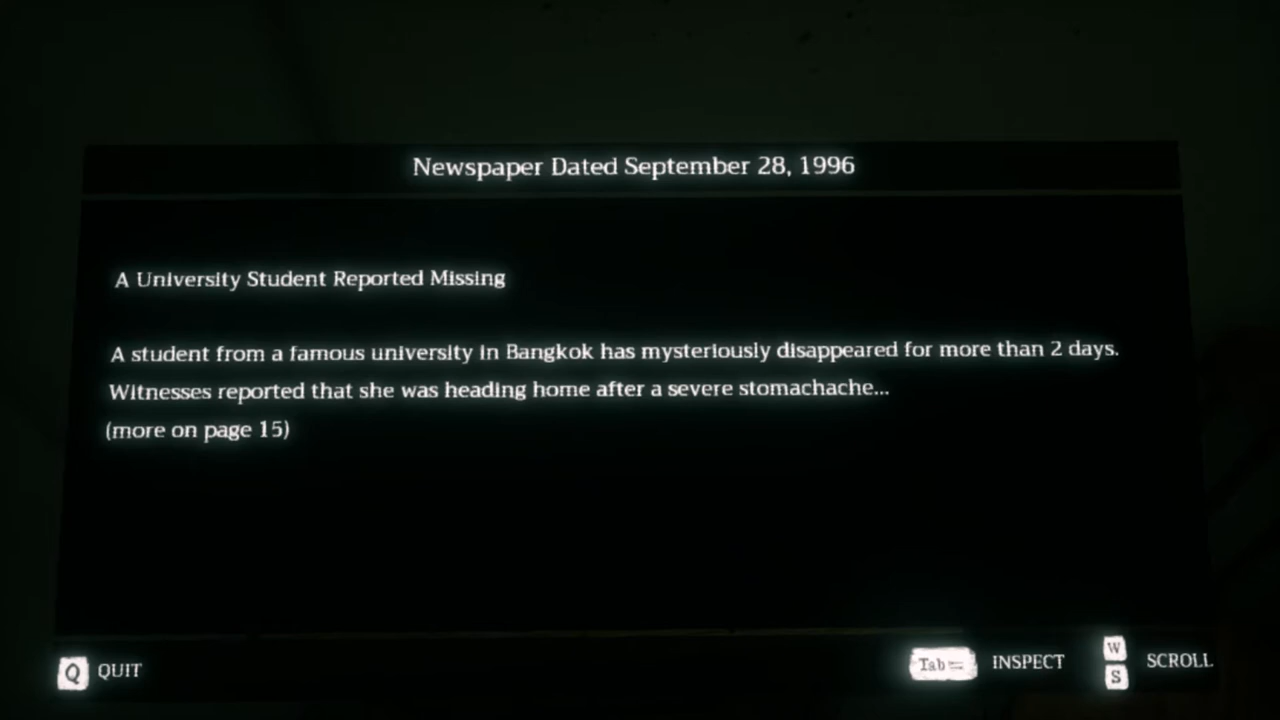 Newspaper Dated September 28, 1996
A University Student Reported Missing
A student from a famous university in Bangkok has mysteriously disappeared for more than 2 days.
Witnesses reported that she was heading home after a severe stomachache...
(more on page 15)
Q QUIT
Tab INSPECT
W
S SCROLL